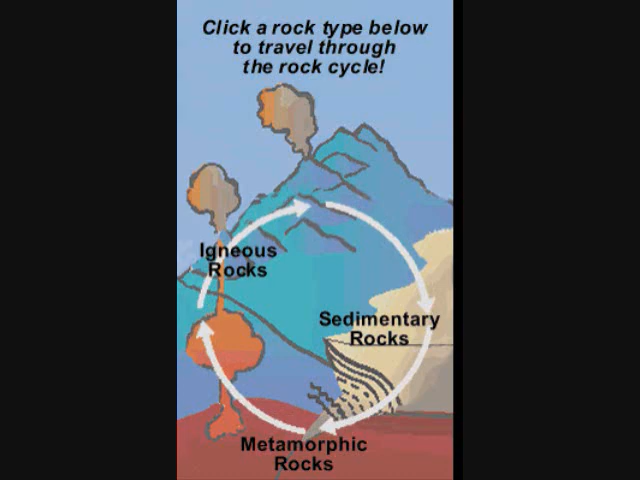 Click a rock type below
to travel through
the rock cycle!
Igneous
Rocks
Sedimentary
Rocks
Metamorphic
Rocks